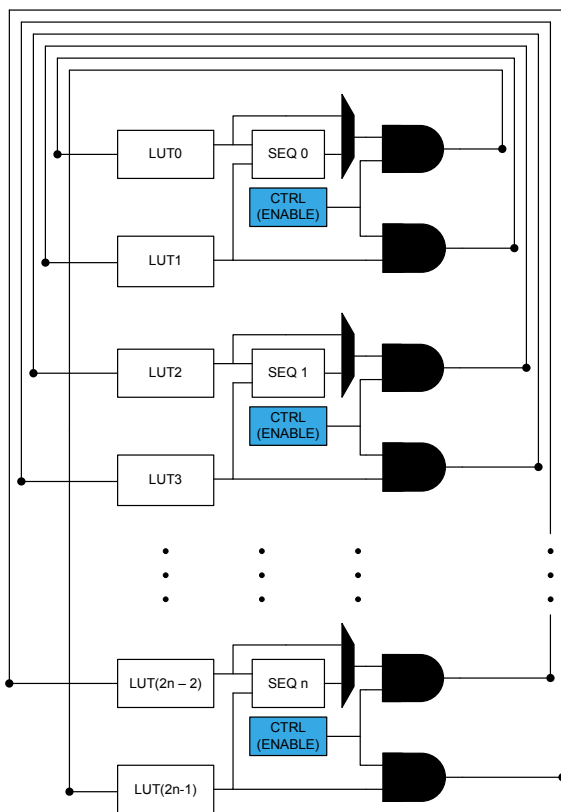 LUT0
SEQ 0
CTRL
(ENABLE)
LUT1
LUT2
SEQ 1
CTRL
(ENABLE)
LUT3
LUT(2n – 2)
SEQ n
CTRL
(ENABLE)
LUT(2n-1)